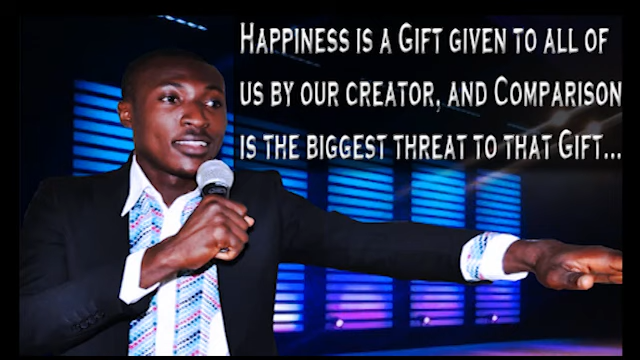 Happiness is a Gift given to all of
us by our creator, and Comparison
is the biggest threat to that Gift...